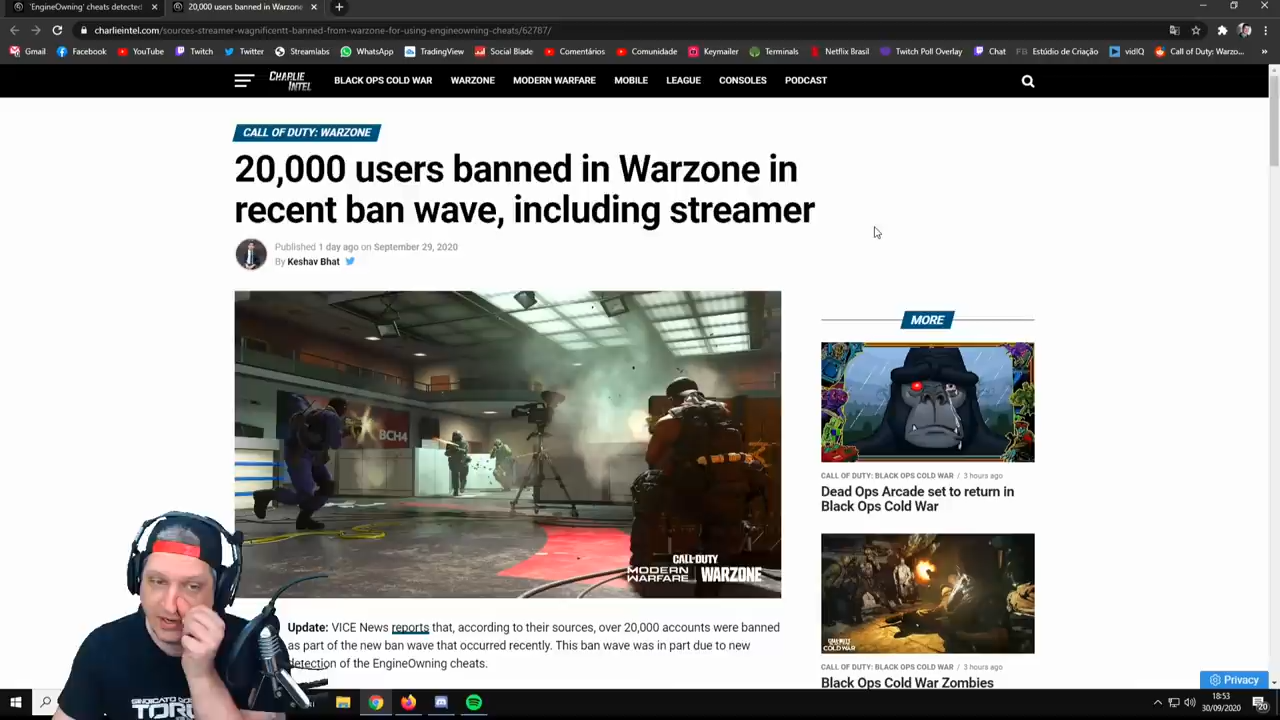 'EngineOwning' cheats detected
20,000 users banned in Warzone
charlieintel.com/sources-streamer-wagnificentt-banned-from-warzone-for-using-engineowning-cheats/62787/
Gmail
Facebook
YouTube
Twitch
Twitter
Streamlabs
WhatsApp
TradingView
Social Blade
Comentários
Comunidade
Keymailer
Terminals
Netflix Brasil
Twitch Poll Overlay
Chat
Estúdio de Criação
vidIQ
Call of Duty: Warzo...
CHARLIE
INTEL
BLACK OPS COLD WAR
WARZONE
MODERN WARFARE
MOBILE
LEAGUE
CONSOLES
PODCAST
CALL OF DUTY: WARZONE
20,000 users banned in Warzone in
recent ban wave, including streamer
Published 1 day ago on September 29, 2020
By Keshav Bhat
BCH4
CALL OF DUTY
MODERN
WARFARE
WARZONE
Update: VICE News reports that, according to their sources, over 20,000 accounts were banned
as part of the new ban wave that occurred recently. This ban wave was in part due to new
detection of the EngineOwning cheats.
MORE
CALL OF DUTY: BLACK OPS COLD WAR / 3 hours ago
Dead Ops Arcade set to return in
Black Ops Cold War
CALL OF DUTY
COLD WAR
CALL OF DUTY: BLACK OPS COLD WAR / 3 hours ago
Black Ops Cold War Zombies
Privacy
SINDICATO
18:53
30/09/2020
20